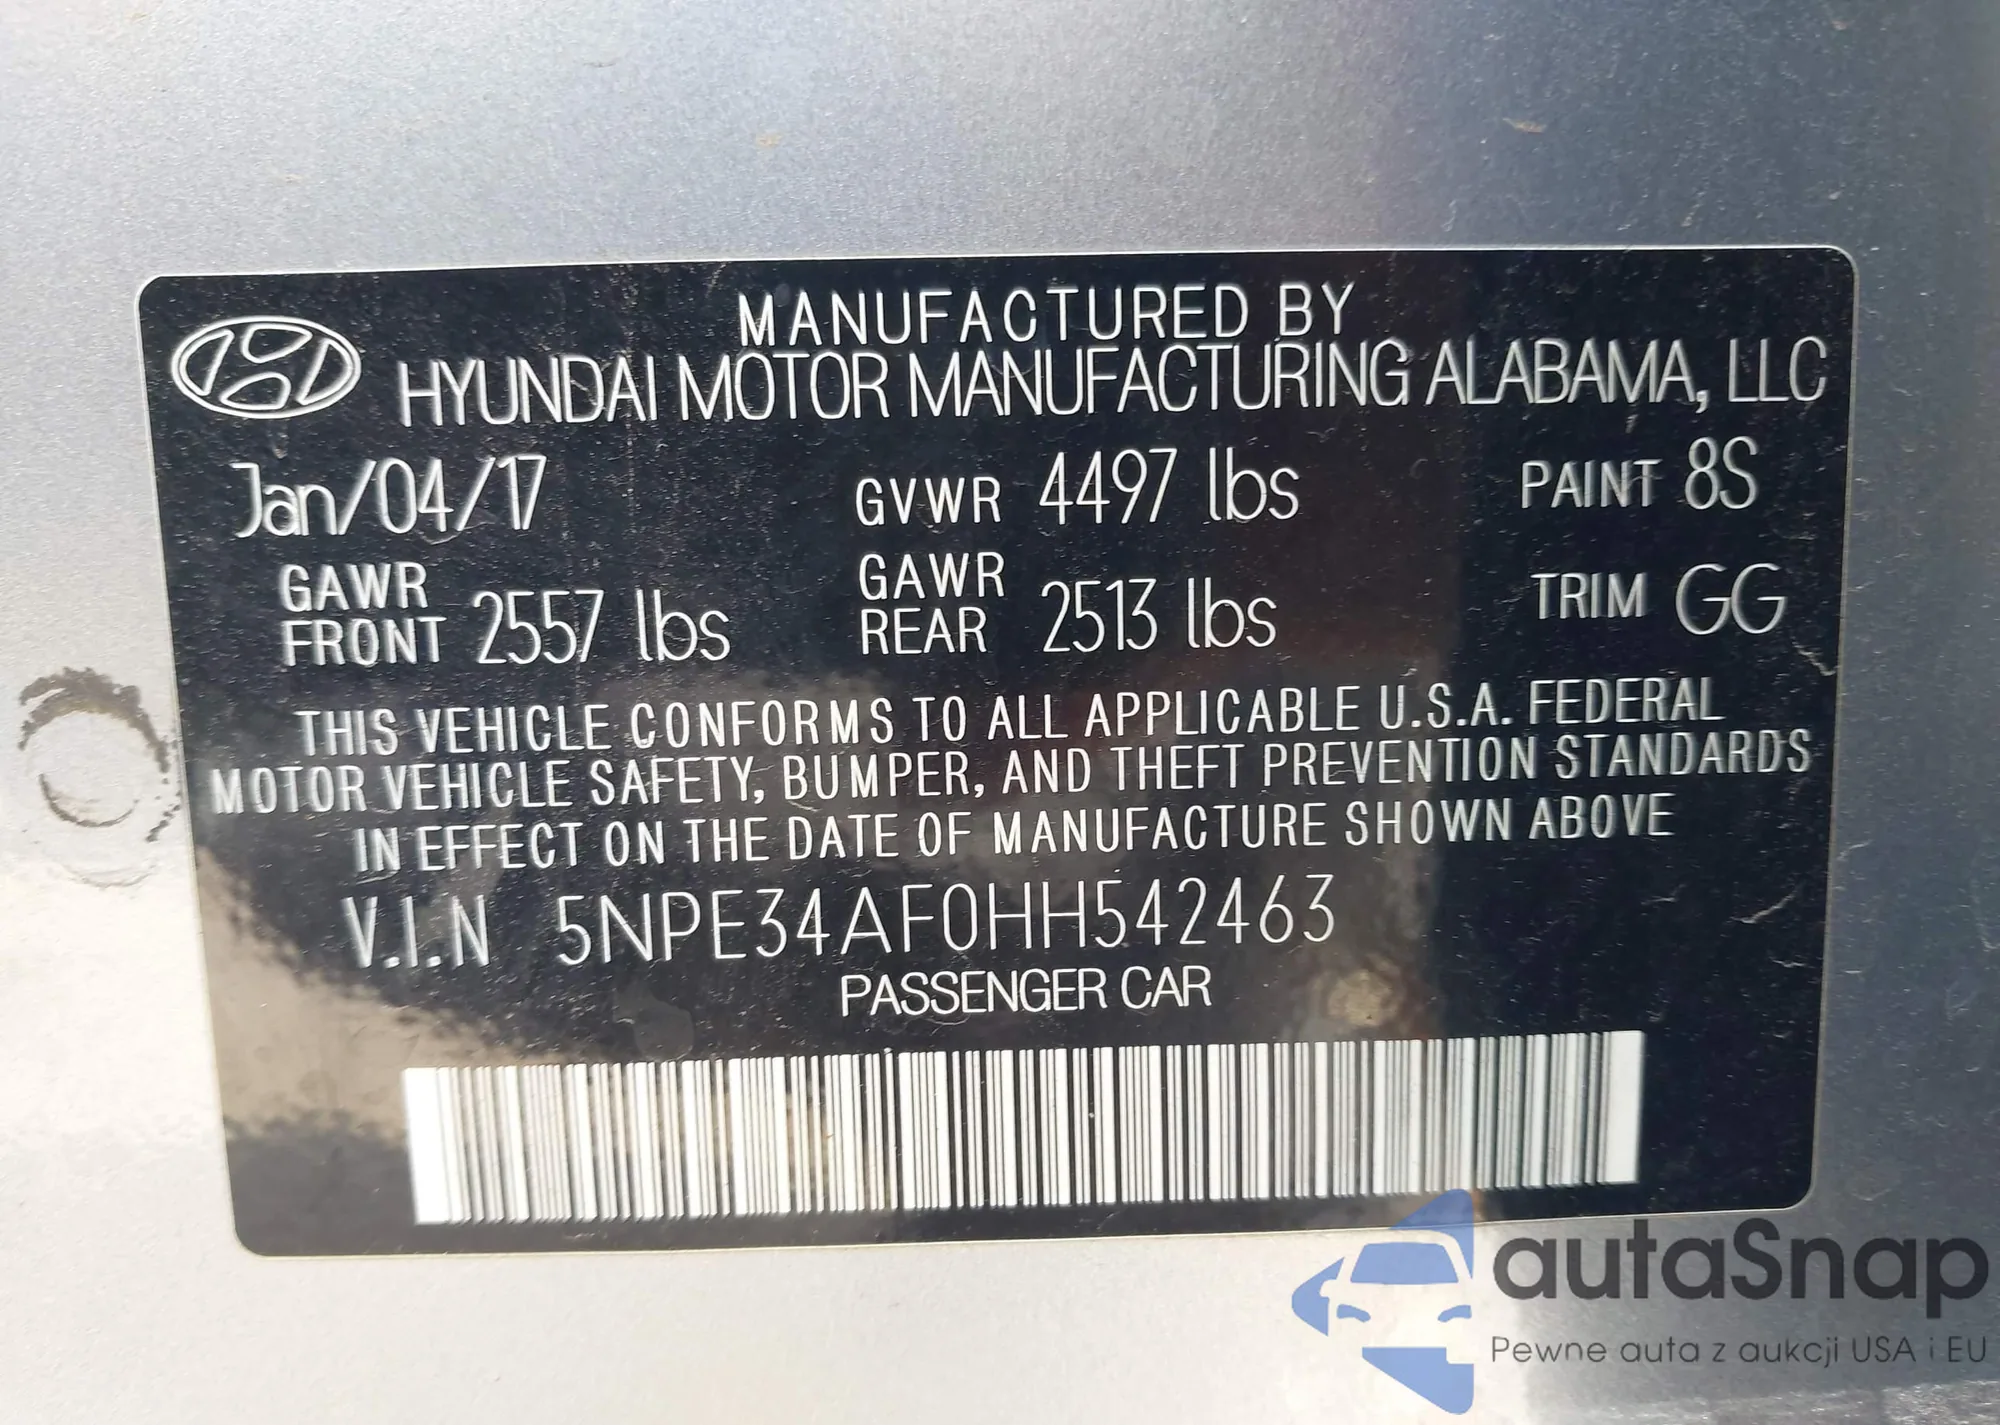 MANUFACTURED BY
HYUNDAI MOTOR MANUFACTURING ALABAMA, LLC
Jan/04/17 GVWR 4497 lbs PAINT 8S
GAWR FRONT 2557 lbs GAWR REAR 2513 lbs TRIM GG
THIS VEHICLE CONFORMS TO ALL APPLICABLE U.S.A. FEDERAL
MOTOR VEHICLE SAFETY, BUMPER, AND THEFT PREVENTION STANDARDS
IN EFFECT ON THE DATE OF MANUFACTURE SHOWN ABOVE
V.I.N 5NPE34AF0HH542463
PASSENGER CAR
autaSnap
Pewne auta z aukcji USA i EU